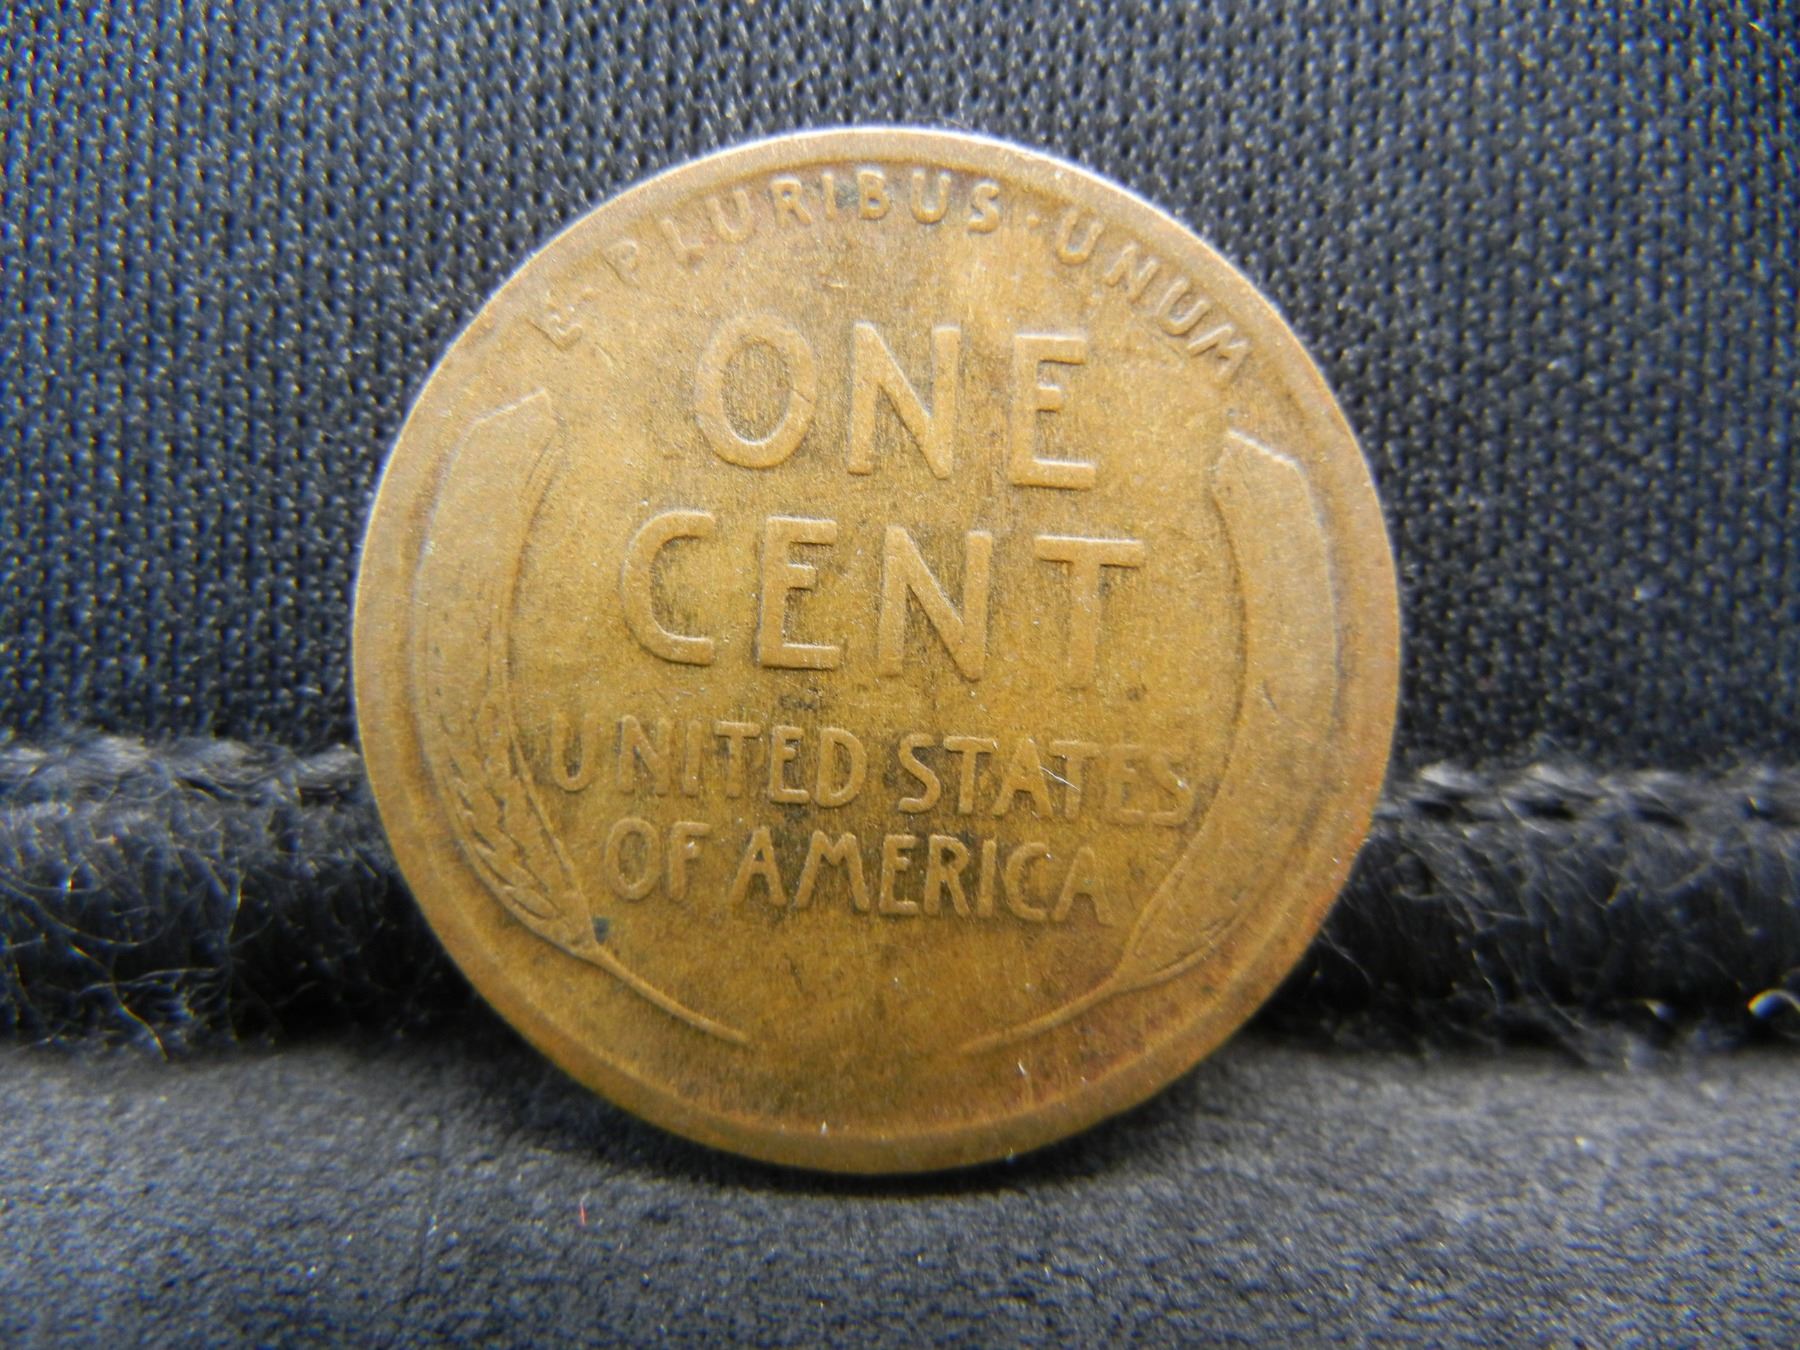 E·PLURIBUS·UNUM
ONE
CENT
UNITED STATES
OF AMERICA